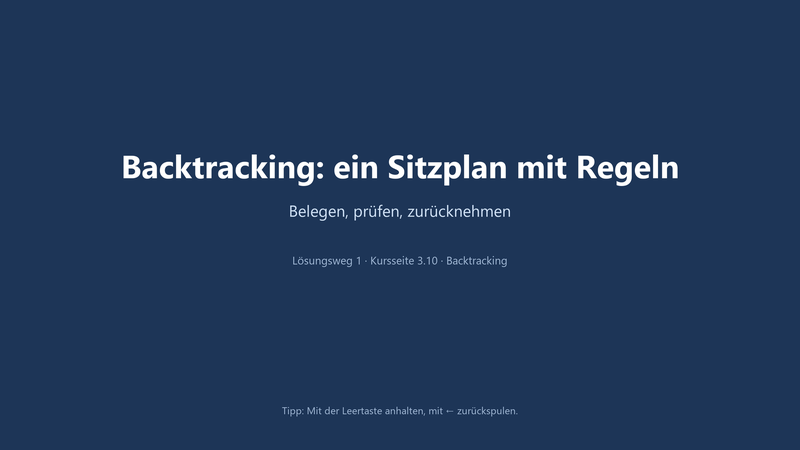 Backtracking: ein Sitzplan mit Regeln
Belegen, prüfen, zurücknehmen
Lösungsweg 1 · Kursseite 3.10 · Backtracking
Tipp: Mit der Leertaste anhalten, mit ← zurückspulen.